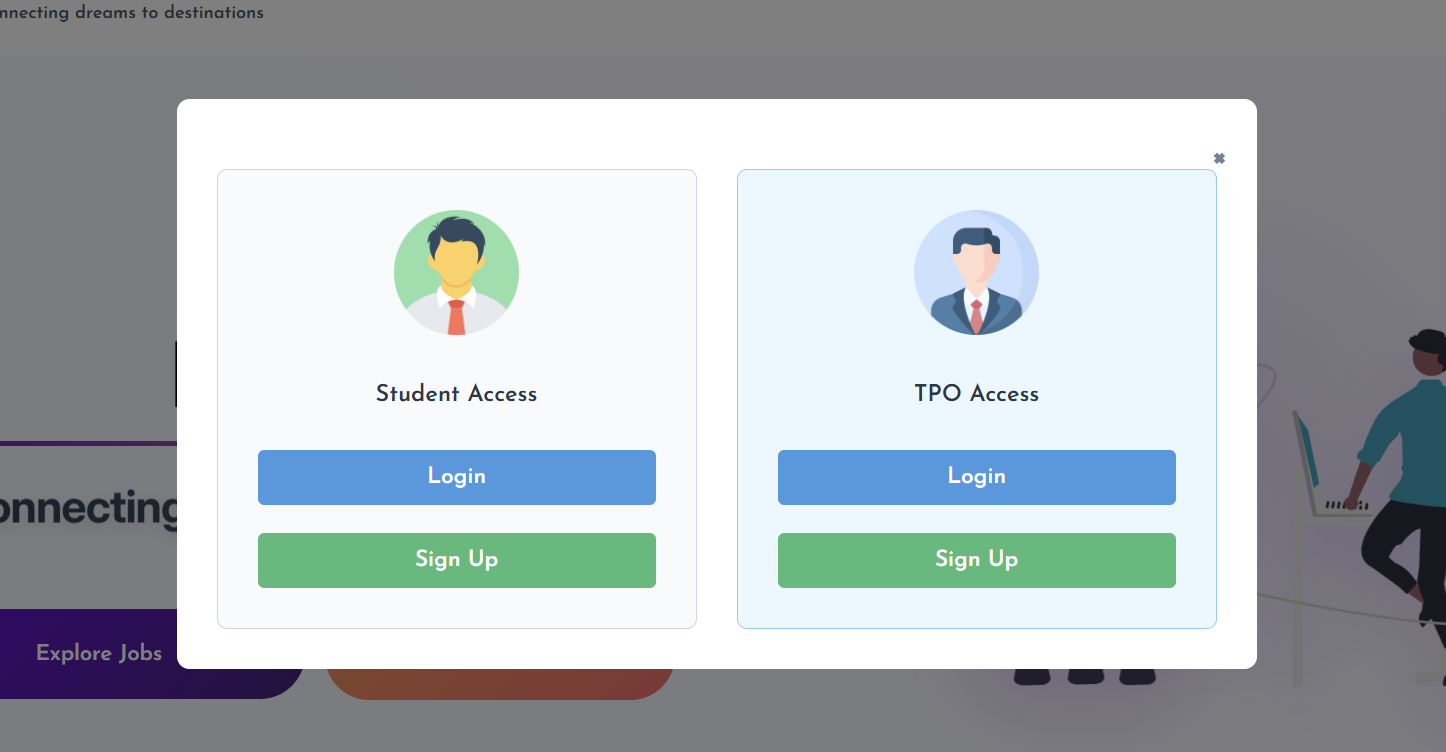 nnecting dreams to destinations
✖
Student Access
TPO Access
Login
Login
Sign Up
Sign Up
onnecting
Explore Jobs